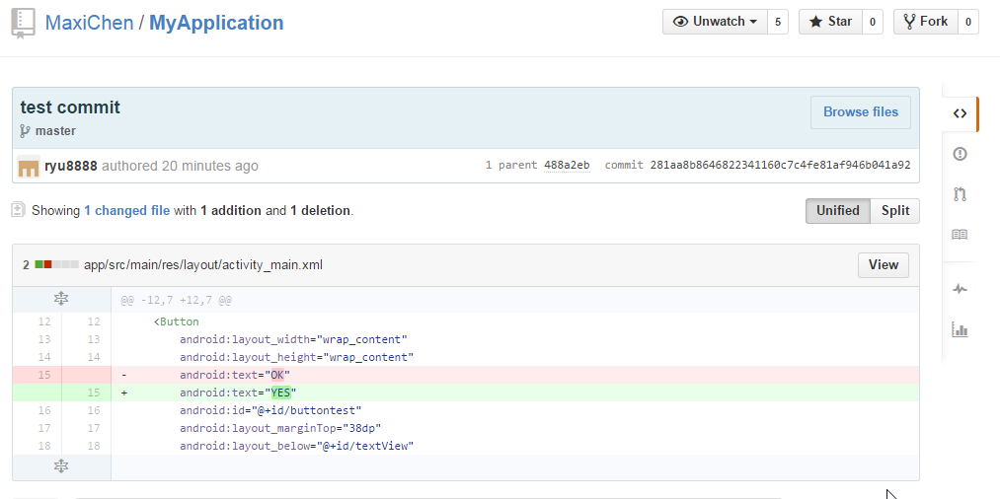 MaxiChen / MyApplication
Unwatch 5 Star 0 Fork 0
test commit
Browse files
master
ryu8888 authored 20 minutes ago 1 parent 488a2eb commit 281aa8b8646822341160c7c4fe81af946b041a92
Showing 1 changed file with 1 addition and 1 deletion.
Unified Split
2 app/src/main/res/layout/activity_main.xml View
@@ -12,7 +12,7 @@
12 12 <Button
13 13 android:layout_width="wrap_content"
14 14 android:layout_height="wrap_content"
15 - android:text="OK"
15 + android:text="YES"
16 16 android:id="@+id/buttontest"
17 17 android:layout_marginTop="38dp"
18 18 android:layout_below="@+id/textView"